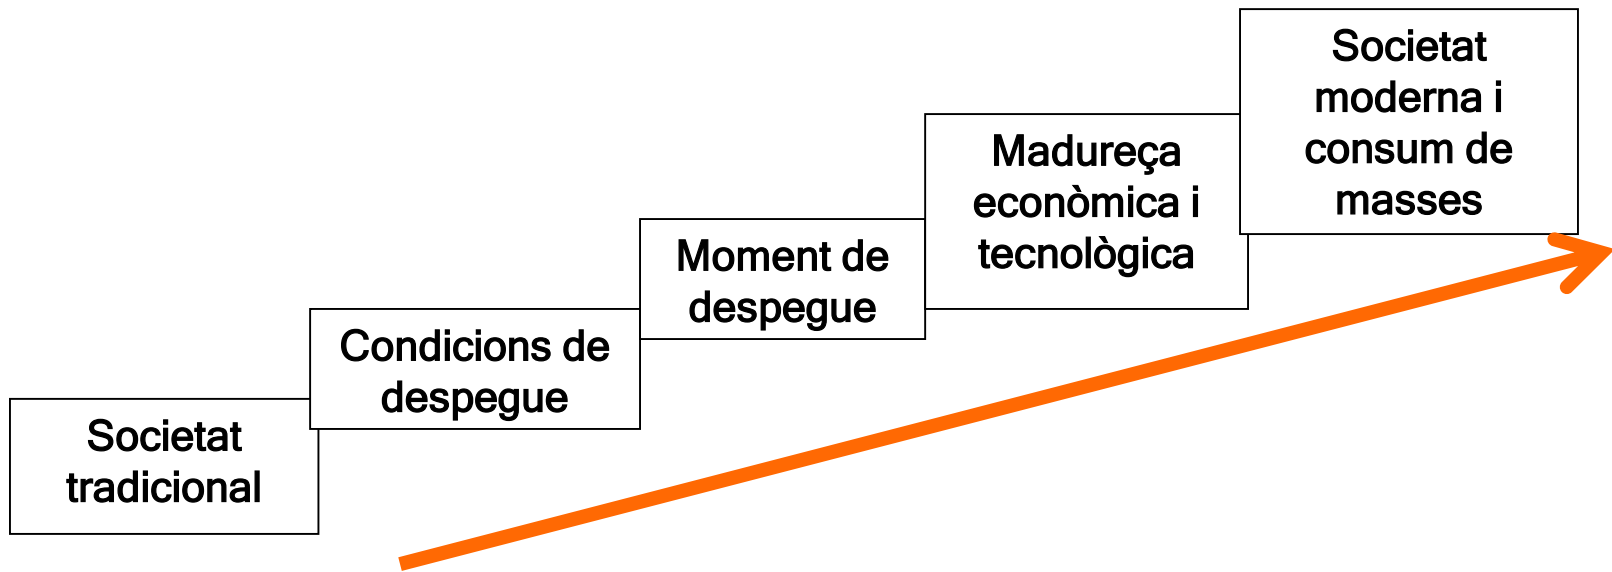 Societat
tradicional
Condicions de
despegue
Moment de
despegue
Madureça
econòmica i
tecnològica
Societat
moderna i
consum de
masses